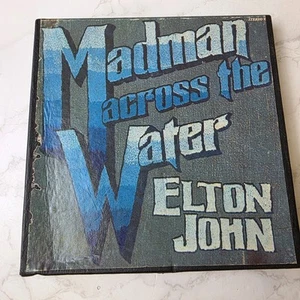 Madman
across the
Water
ELTON
JOHN